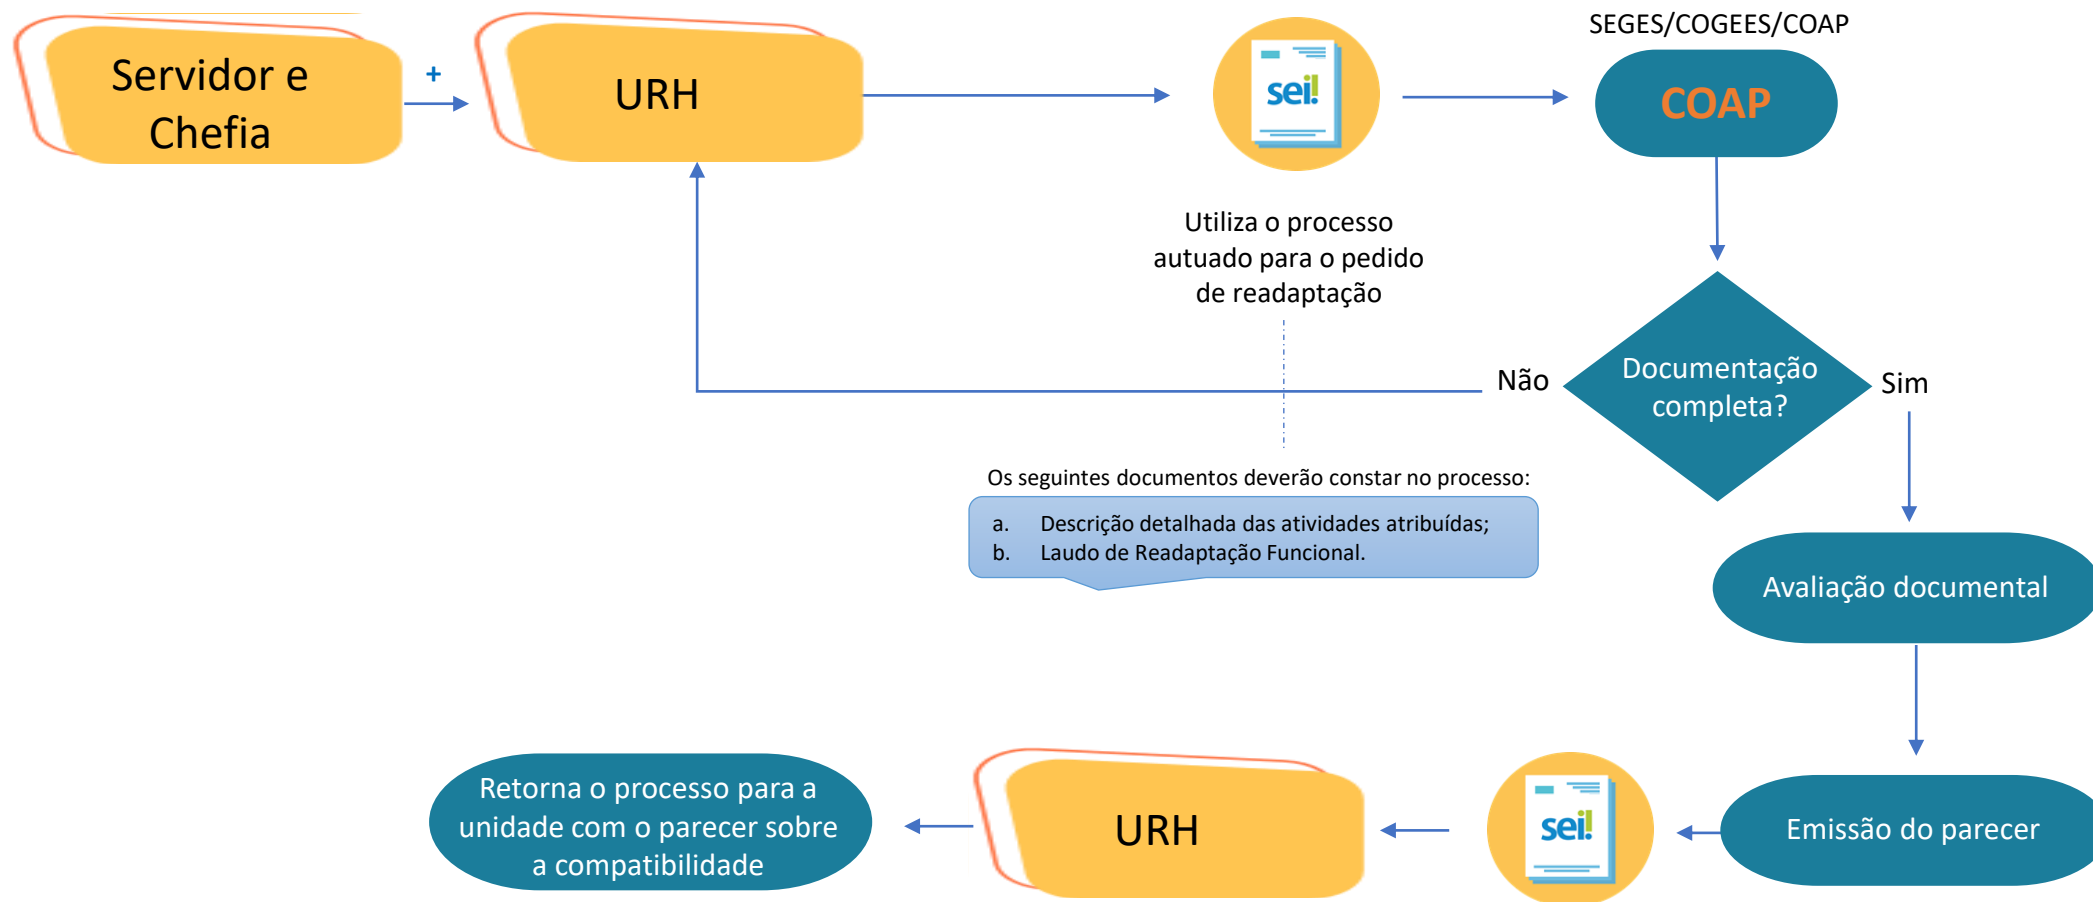 Servidor e
Chefia
+
URH
sei!
SEGES/COGEES/COAP
COAP
Utiliza o processo
autuado para o pedido
de readaptação
Documentação
completa?
Não
Sim
Os seguintes documentos deverão constar no processo:
a. Descrição detalhada das atividades atribuídas;
b. Laudo de Readaptação Funcional.
Avaliação documental
Emissão do parecer
sei!
URH
Retorna o processo para a
unidade com o parecer sobre
a compatibilidade